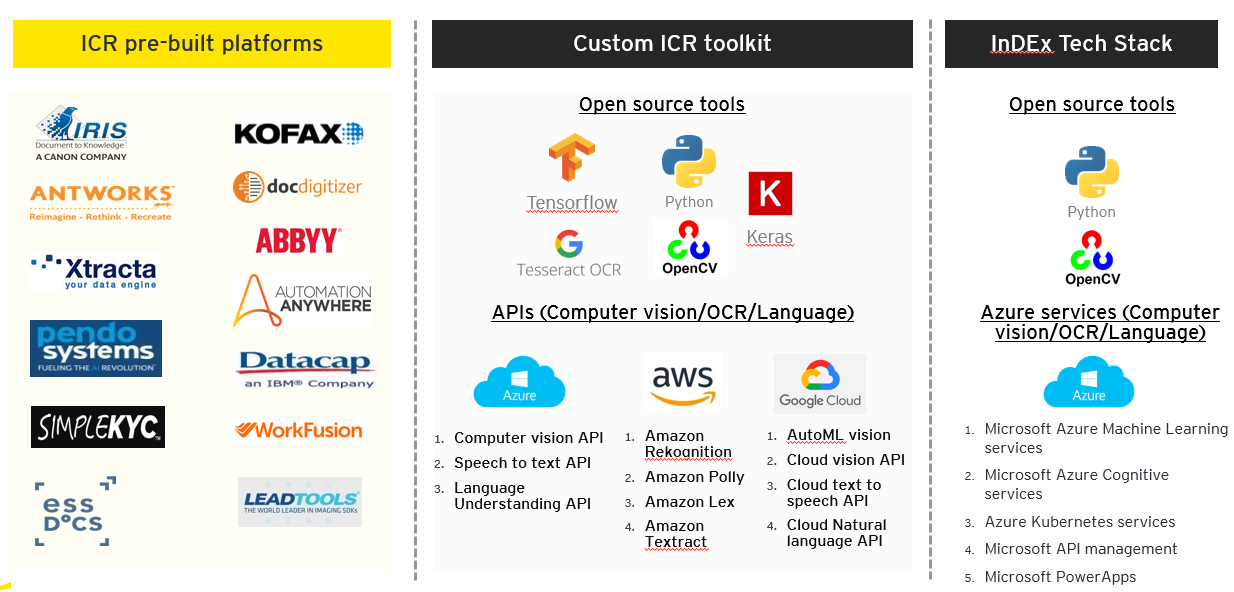 ICR pre-built platforms
IRIS
Document to Knowledge
A CANON COMPANY
KOFAX
ANTWORKS™
Reimagine • Rethink • Recreate
docdigitizer
ABBYY®
Xtracta
your data engine
AUTOMATION
ANYWHERE
pendo
systems
FUELING THE AI REVOLUTION™
Datacap
an IBM® Company
SIMPLEKYC™
WorkFusion
ess
DOCS
LEADTOOLS®
THE WORLD LEADER IN IMAGING SDKs
Custom ICR toolkit
Open source tools
Tensorflow
Python
K
Keras
G
Tesseract OCR
OpenCV
APIs (Computer vision/OCR/Language)
Azure
1. Computer vision API
2. Speech to text API
3. Language
Understanding API
aws
1. Amazon
Rekognition
2. Amazon Polly
3. Amazon Lex
4. Amazon
Textract
Google Cloud
1. AutoML vision
2. Cloud vision API
3. Cloud text to
speech API
4. Cloud Natural
language API
InDEx Tech Stack
Open source tools
Python
OpenCV
Azure services (Computer
vision/OCR/Language)
Azure
1. Microsoft Azure Machine Learning
services
2. Microsoft Azure Cognitive
services
3. Azure Kubernetes services
4. Microsoft API management
5. Microsoft PowerApps